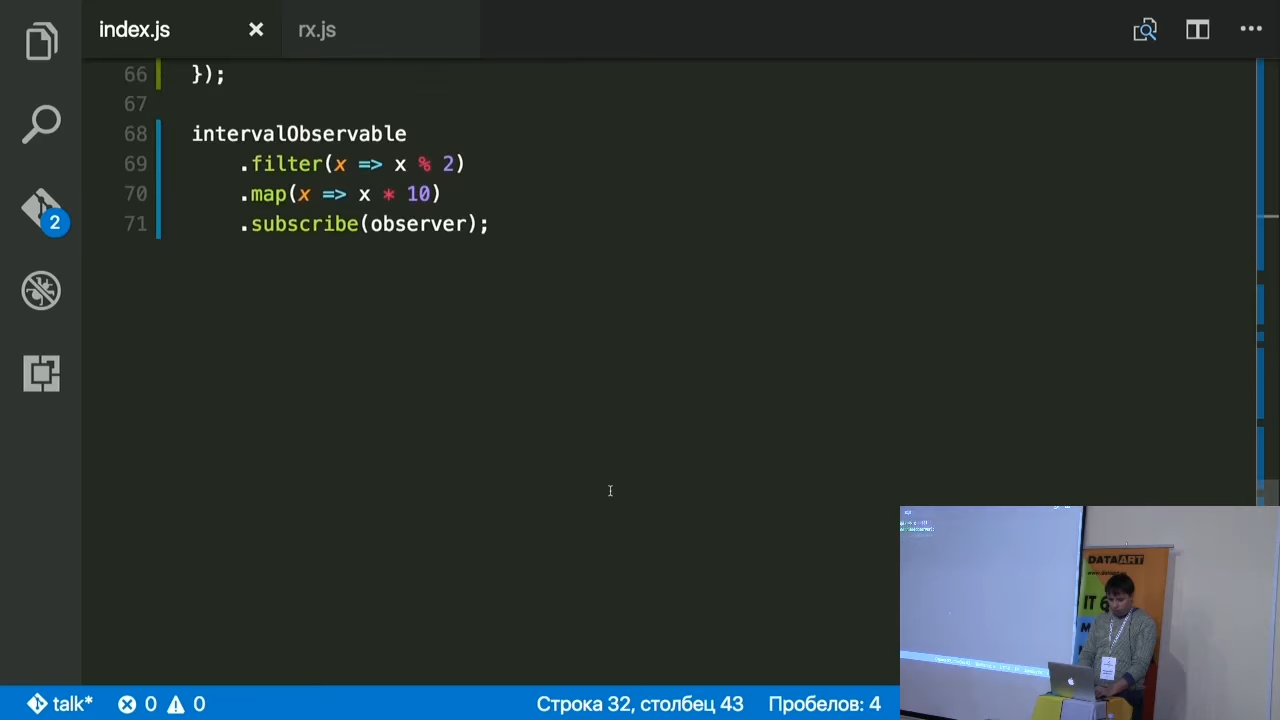 index.js
rx.js
66 });
67
68 intervalObservable
69 .filter(x => x % 2)
70 .map(x => x * 10)
71 .subscribe(observer);
2
talk* 0 0 Строка 32, столбец 43 Пробелов: 4
DATAART
IT